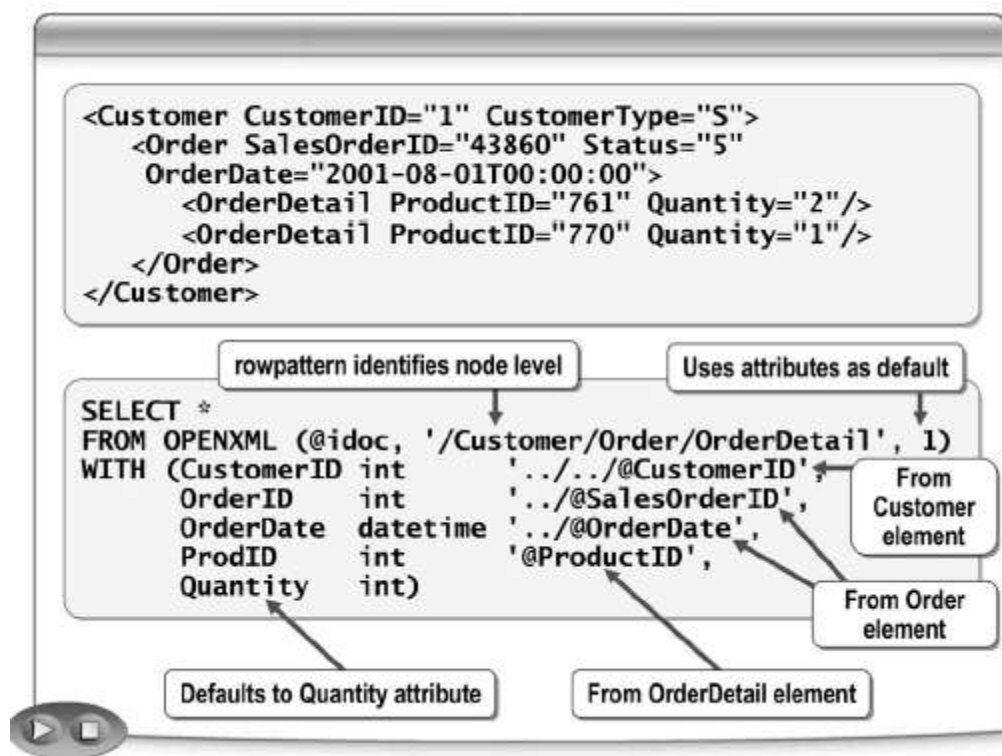 <Customer CustomerID="1" CustomerType="S">
<Order SalesOrderID="43860" Status="5"
OrderDate="2001-08-01T00:00:00">
<OrderDetail ProductID="761" Quantity="2"/>
<OrderDetail ProductID="770" Quantity="1"/>
</Order>
</Customer>
rowpattern identifies node level
Uses attributes as default
SELECT *
FROM OPENXML (@idoc, '/Customer/Order/OrderDetail', 1)
WITH (CustomerID int '../../@CustomerID',
OrderID int '../@SalesOrderID',
OrderDate datetime '../@OrderDate',
ProdID int '@ProductID',
Quantity int)
From
Customer
element
From Order
element
Defaults to Quantity attribute
From OrderDetail element